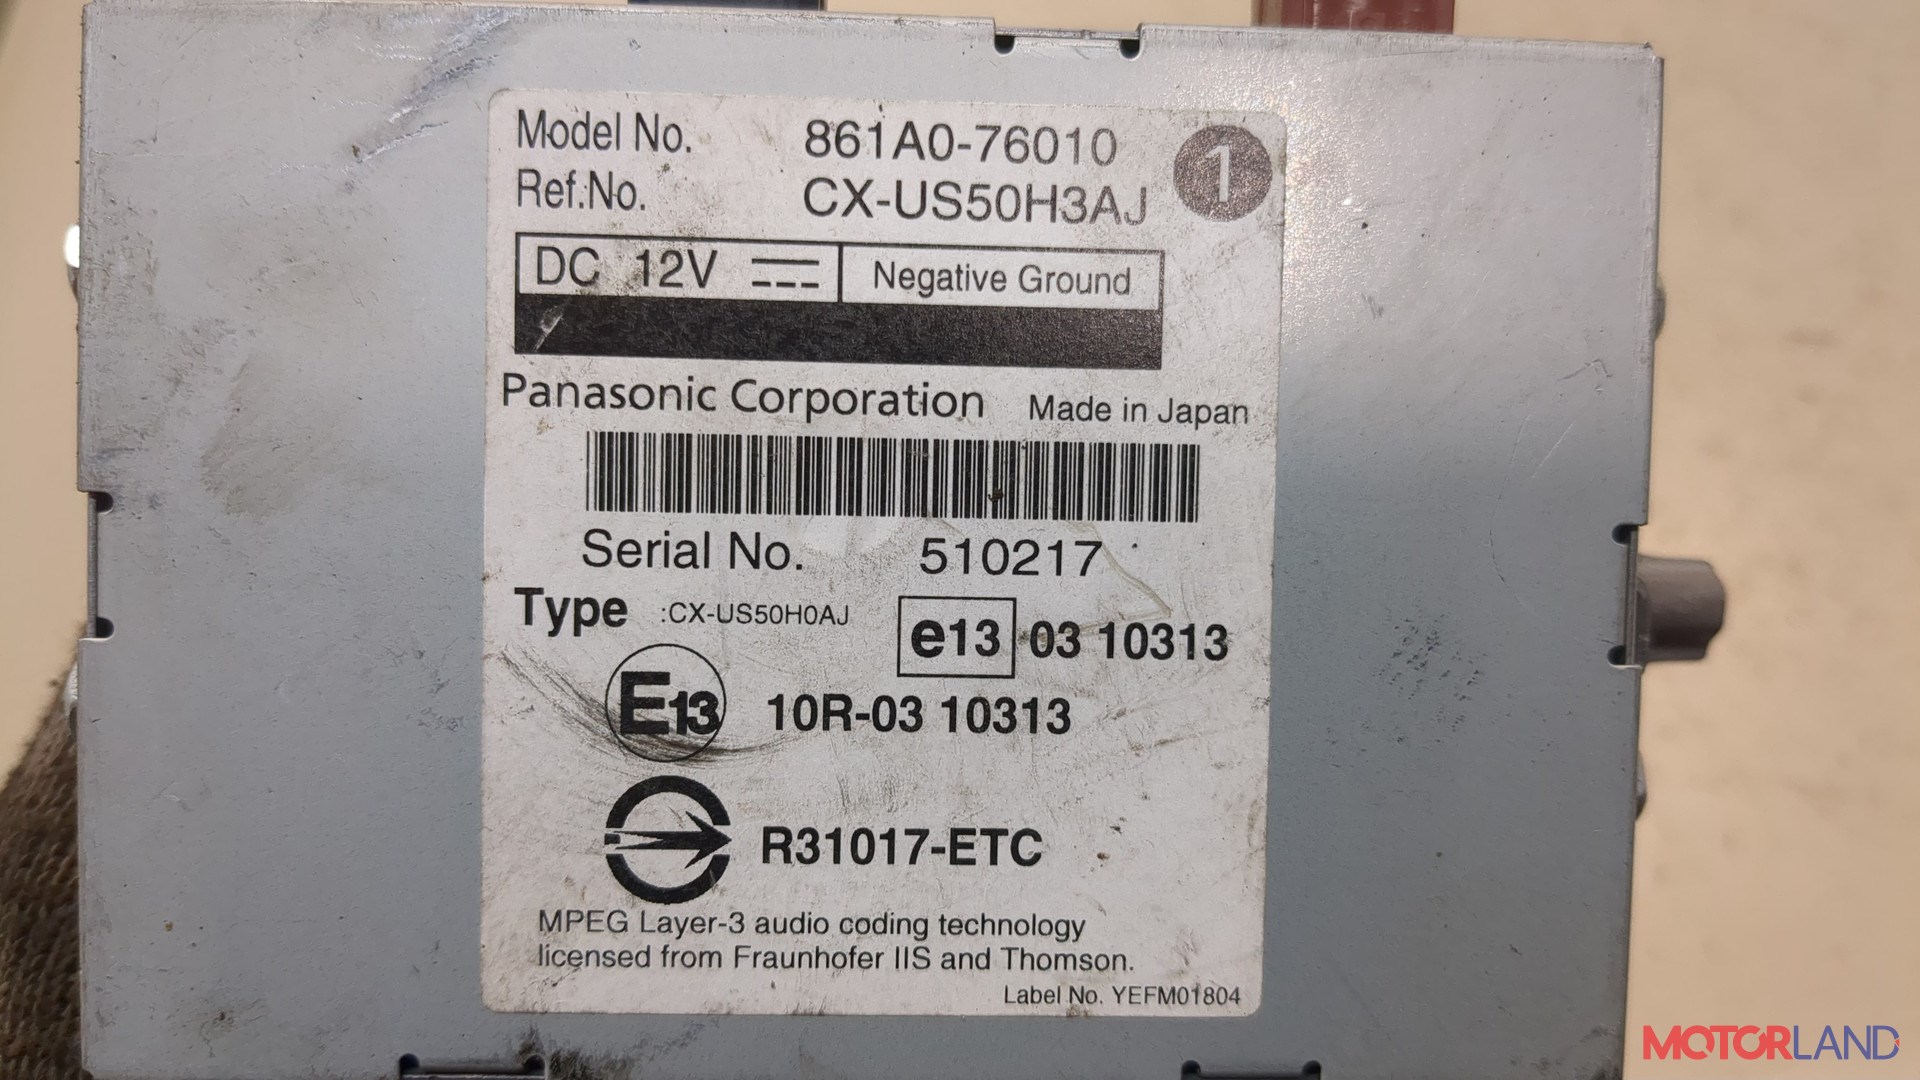 Model No. 861A0-76010 1
Ref.No. CX-US50H3AJ
DC 12V Negative Ground
Panasonic Corporation Made in Japan
Serial No. 510217
Type :CX-US50H0AJ e13 03 10313
E13 10R-03 10313
R31017-ETC
MPEG Layer-3 audio coding technology
licensed from Fraunhofer IIS and Thomson.
Label No. YEFM01804
MOTORLAND